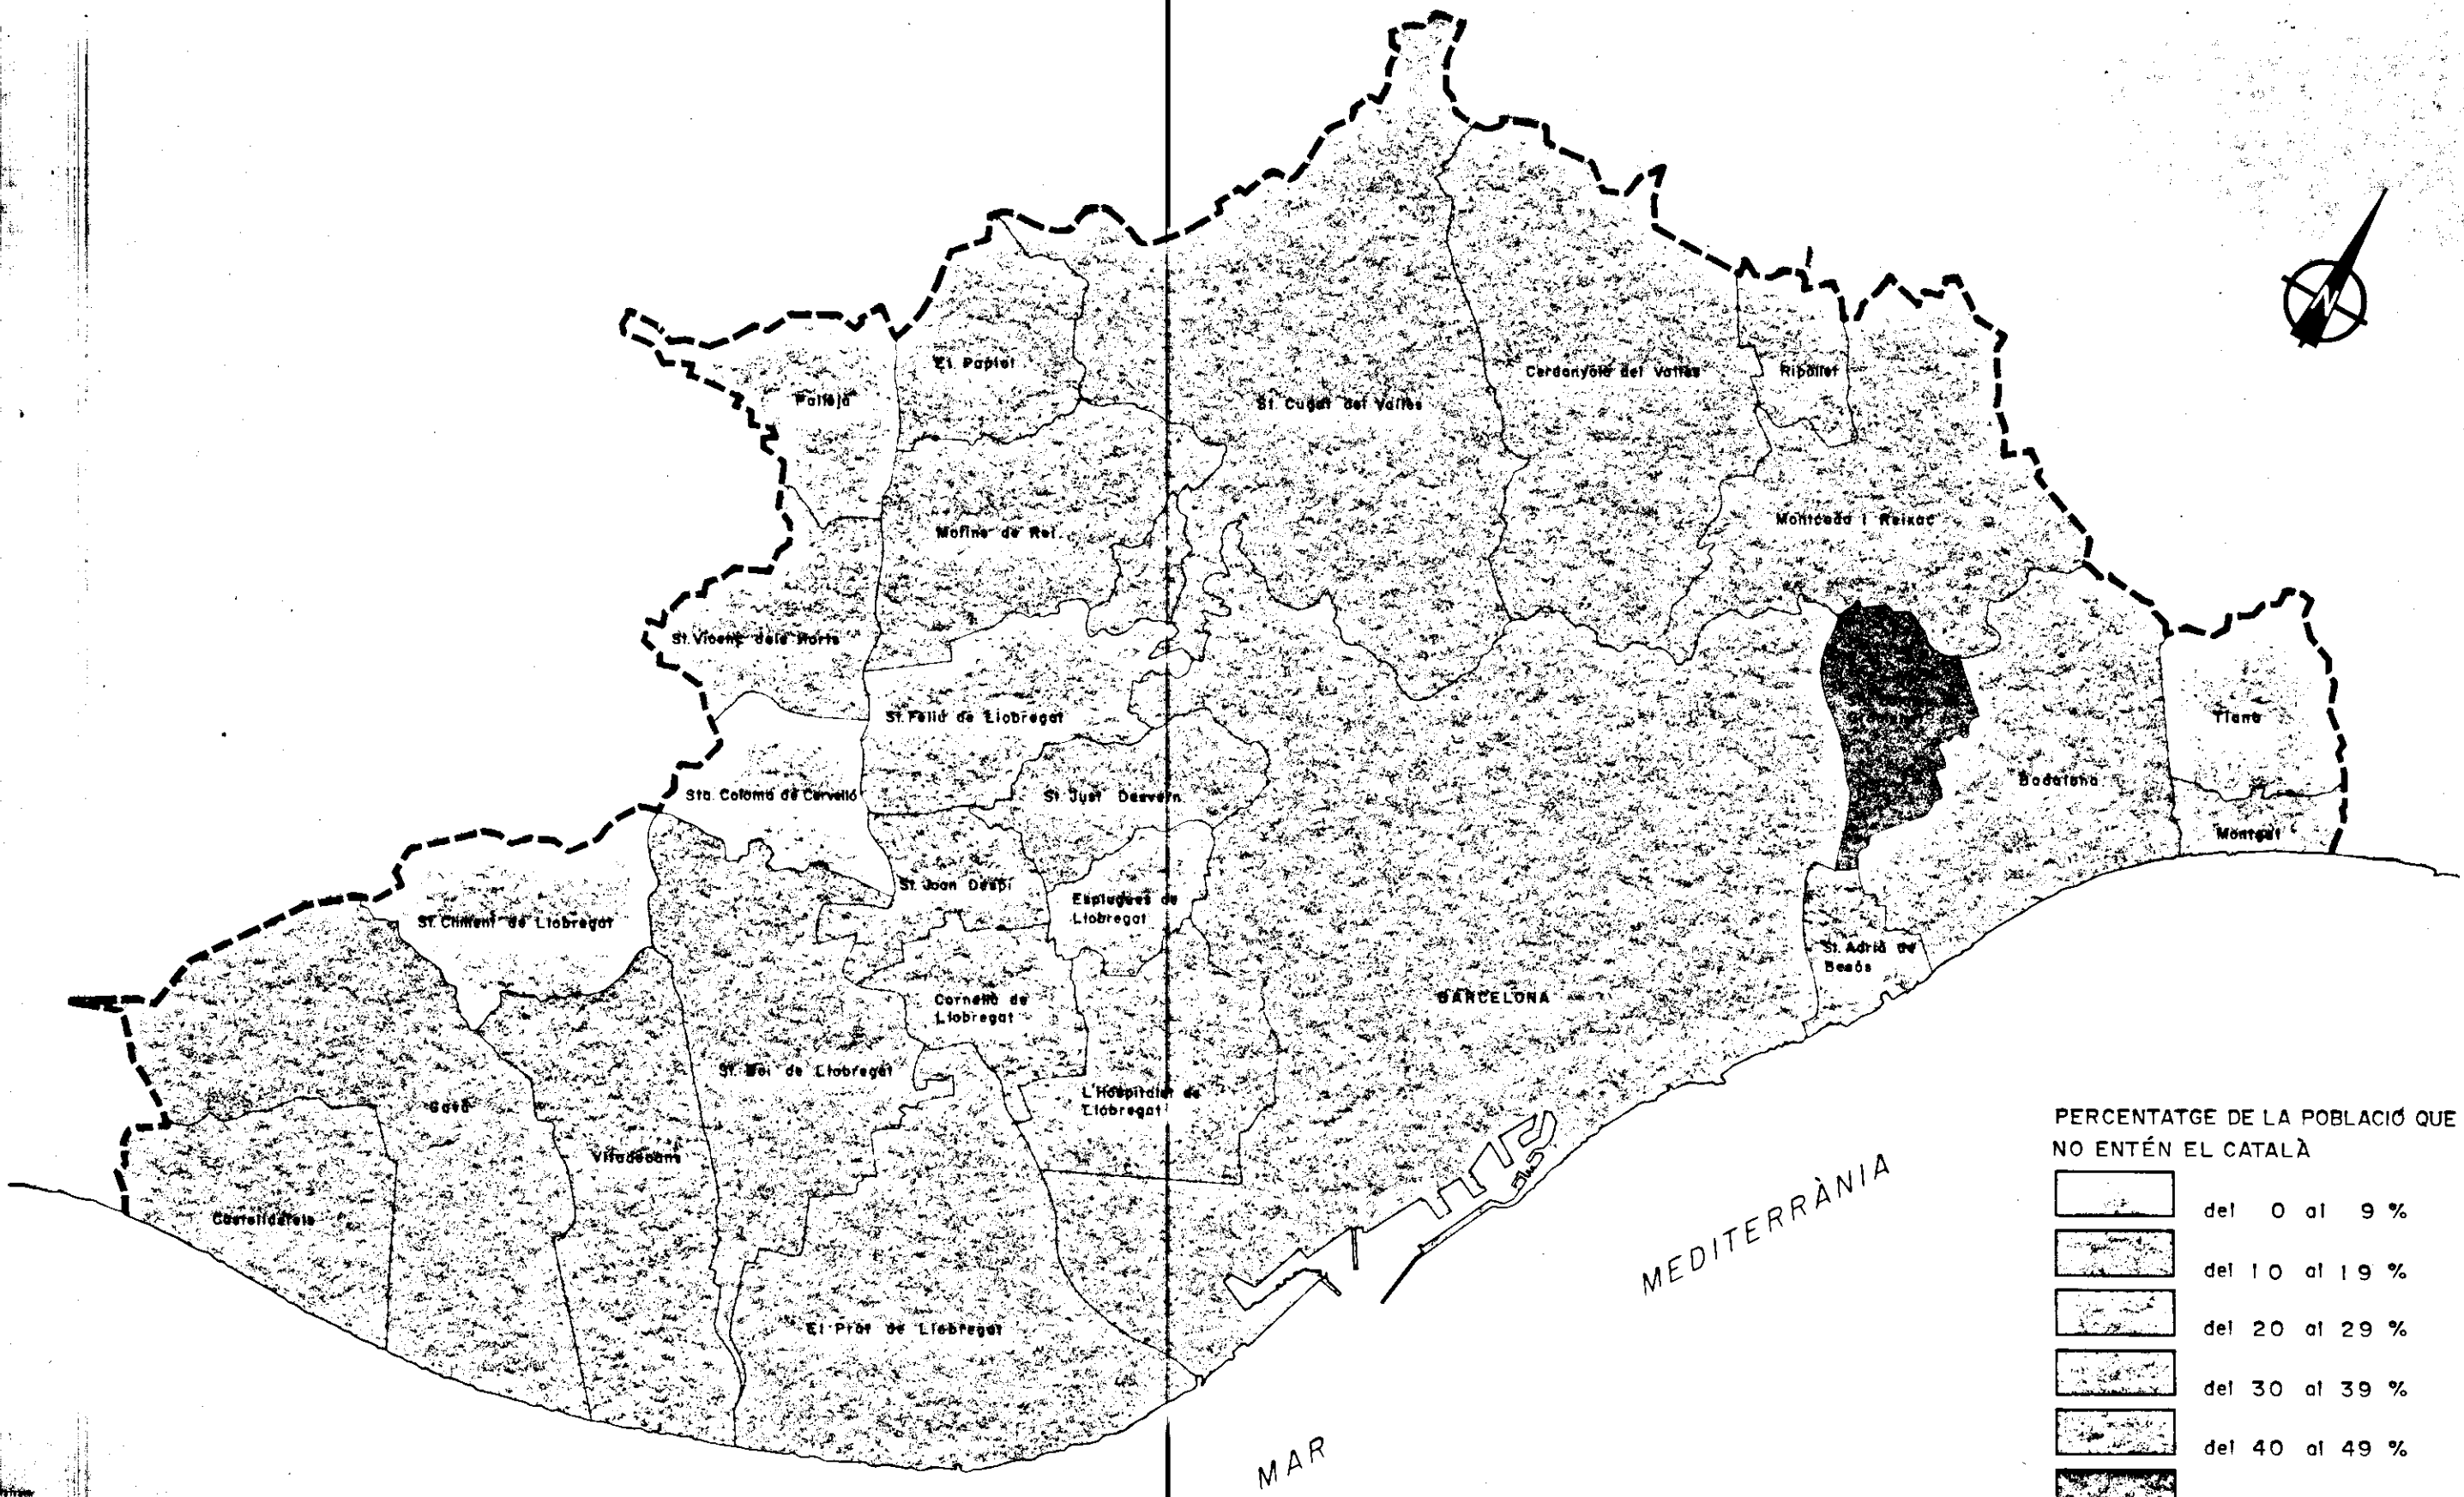 El Papiol
Pallejà
St. Cugat del Vallès
Cerdanyola del Vallès
Ripollet
Molins de Rei
Montcada i Reixac
St. Vicenç dels Horts
St. Feliu de Llobregat
Gramenet
Tiana
Sta. Coloma de Cervelló
St. Just Desvern
Badalona
Montgat
St. Joan Despí
Esplugues de
Llobregat
St. Climent de Llobregat
St. Adrià de
Besòs
Cornellà de
Llobregat
BARCELONA
St. Boi de Llobregat
Gavà
L'Hospitalet de
Llobregat
Viladecans
Castelldefels
El Prat de Llobregat
MAR
MEDITERRÀNIA
N
PERCENTATGE DE LA POBLACIÓ QUE
NO ENTÉN EL CATALÀ
del 0 al 9 %
del 10 al 19 %
del 20 al 29 %
del 30 al 39 %
del 40 al 49 %